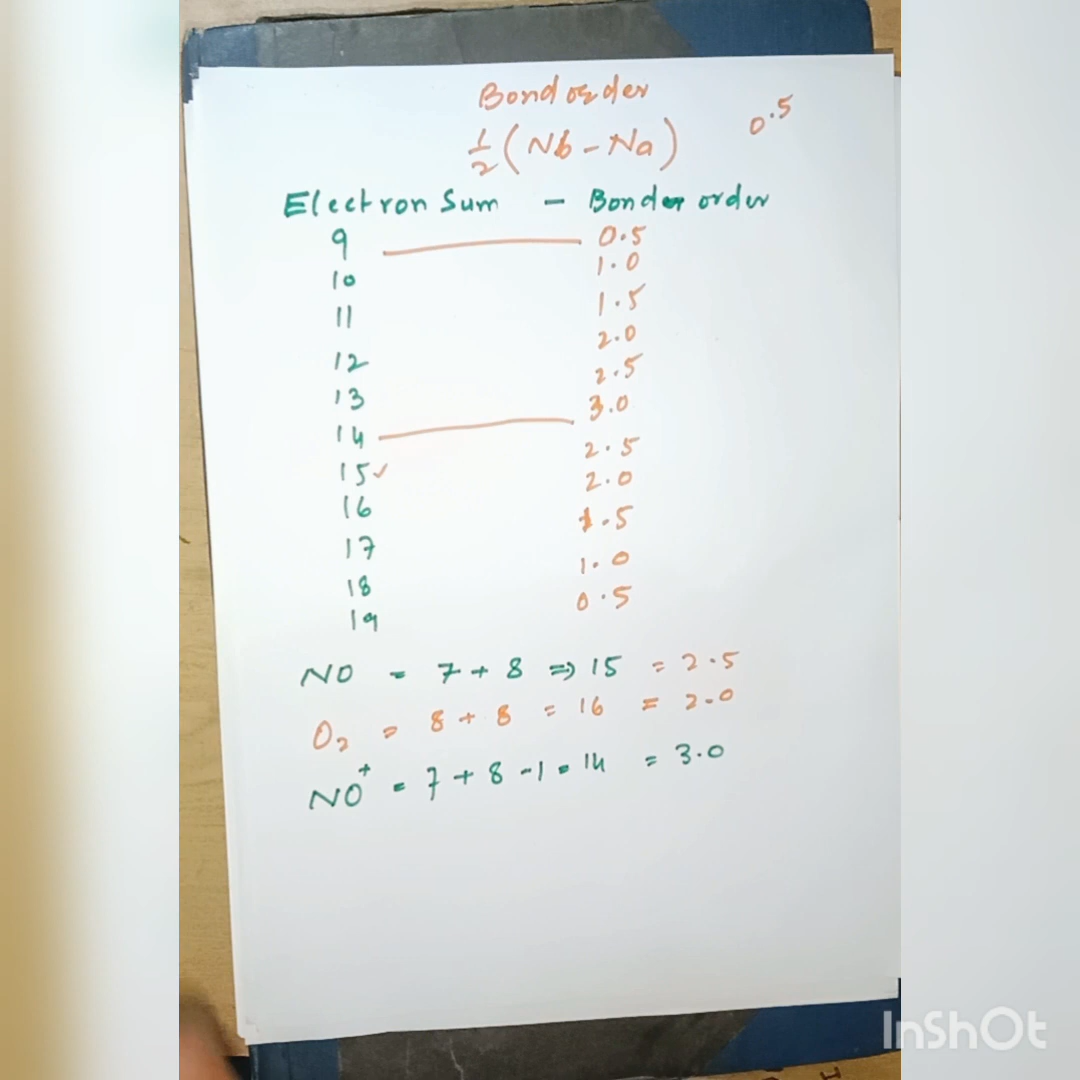 Bond order
½ (Nb - Na) 0.5
Electron Sum - Bonder order
9 0.5
10 1.0
11 1.5
12 2.0
13 2.5
14 3.0
15✓ 2.5
16 2.0
17 1.5
18 1.0
19 0.5
NO = 7 + 8 ⇒ 15 = 2.5
O₂ = 8 + 8 = 16 = 2.0
NO⁺ = 7 + 8 - 1 = 14 = 3.0
InShOt